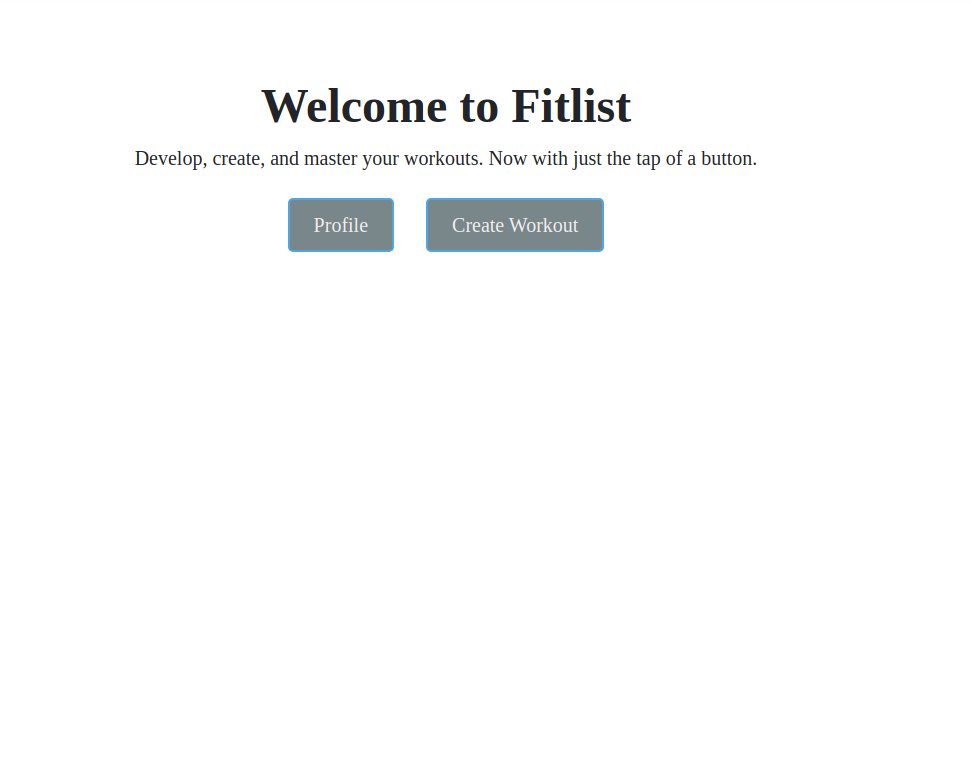 Welcome to Fitlist
Develop, create, and master your workouts. Now with just the tap of a button.
Profile
Create Workout